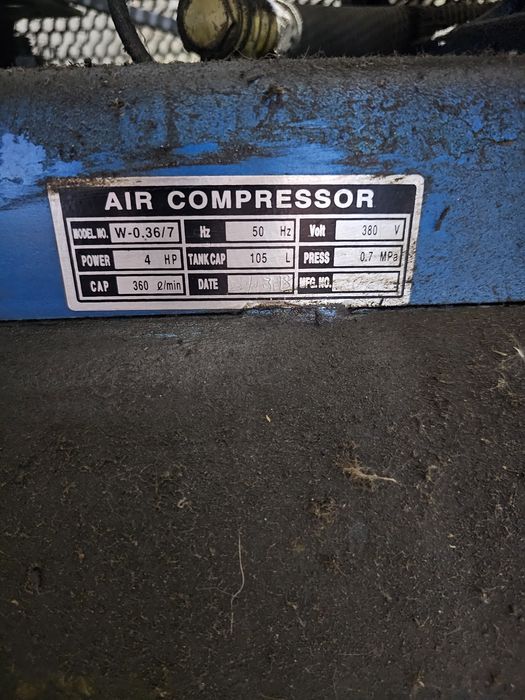 AIR COMPRESSOR
MODEL.NO. W-0.36/7 Hz 50 Hz Volt 380 V
POWER 4 HP TANK CAP 105 L PRESS 0.7 MPa
CAP 360 ℓ/min DATE MFG.NO.